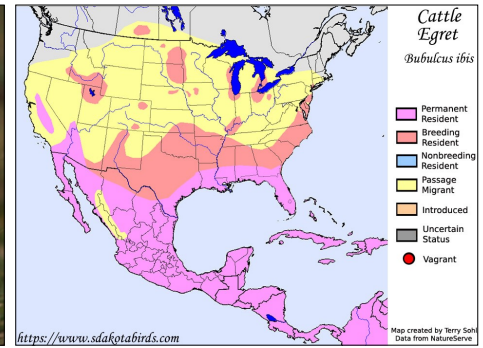 Cattle
Egret
Bubulcus ibis
Permanent
Resident
Breeding
Resident
Nonbreeding
Resident
Passage
Migrant
Introduced
Uncertain
Status
Vagrant
Map created by Terry Sohl
Data from NatureServe
https://www.sdakotabirds.com